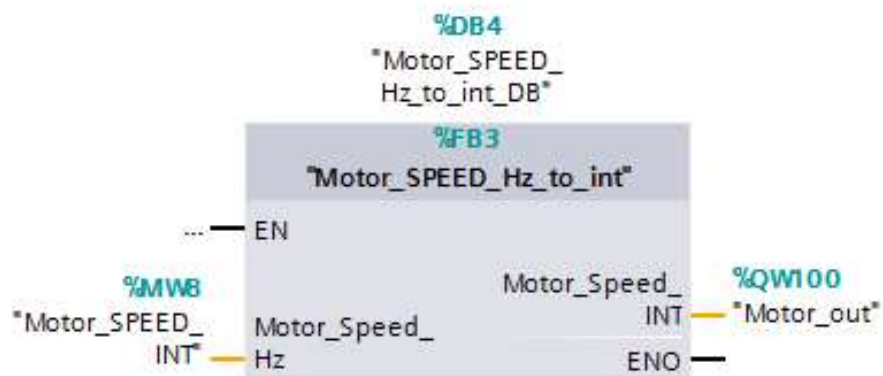 %DB4
"Motor_SPEED_
Hz_to_int_DB"
%FB3
"Motor_SPEED_Hz_to_int"
... EN
%MW8
"Motor_SPEED_
INT"
Motor_Speed_
Hz
Motor_Speed_
INT
%QW100
"Motor_out"
ENO